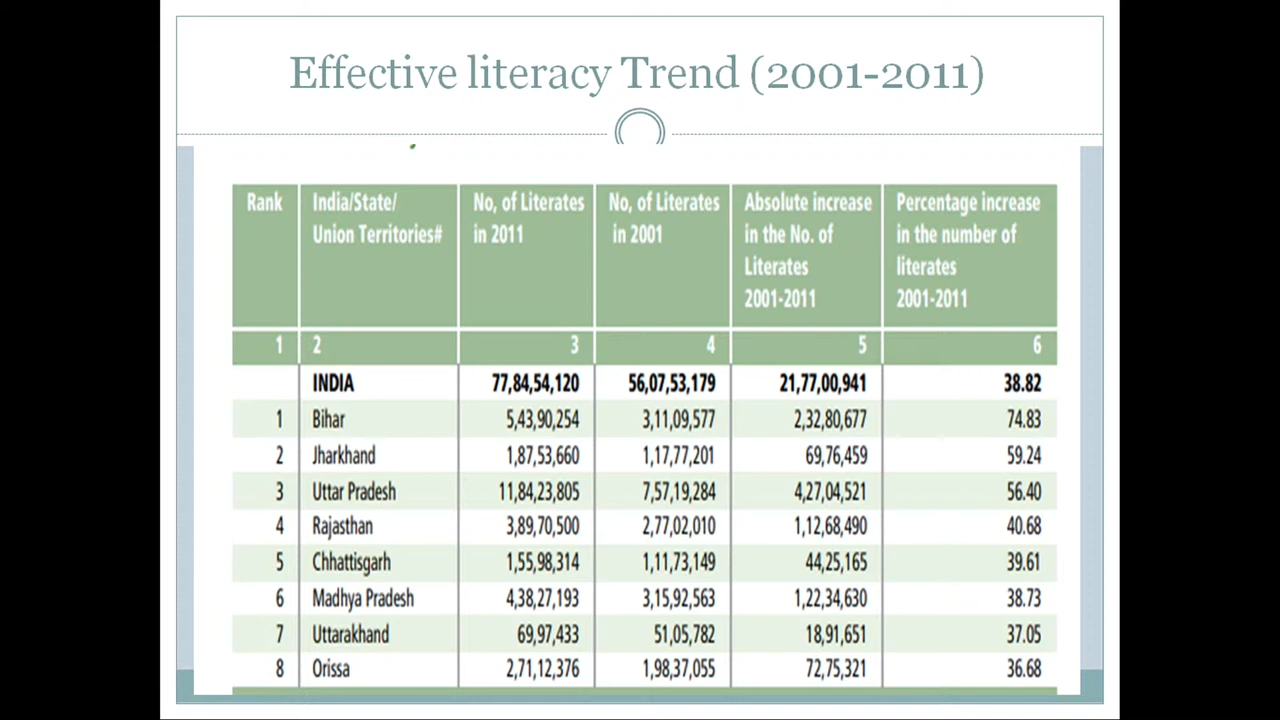 Effective literacy Trend (2001-2011)
Rank India/State/ No, of Literates No, of Literates Absolute increase Percentage increase
Union Territories# in 2011 in 2001 in the No. of in the number of
Literates literates
2001-2011 2001-2011
1 2 3 4 5 6
INDIA 77,84,54,120 56,07,53,179 21,77,00,941 38.82
1 Bihar 5,43,90,254 3,11,09,577 2,32,80,677 74.83
2 Jharkhand 1,87,53,660 1,17,77,201 69,76,459 59.24
3 Uttar Pradesh 11,84,23,805 7,57,19,284 4,27,04,521 56.40
4 Rajasthan 3,89,70,500 2,77,02,010 1,12,68,490 40.68
5 Chhattisgarh 1,55,98,314 1,11,73,149 44,25,165 39.61
6 Madhya Pradesh 4,38,27,193 3,15,92,563 1,22,34,630 38.73
7 Uttarakhand 69,97,433 51,05,782 18,91,651 37.05
8 Orissa 2,71,12,376 1,98,37,055 72,75,321 36.68